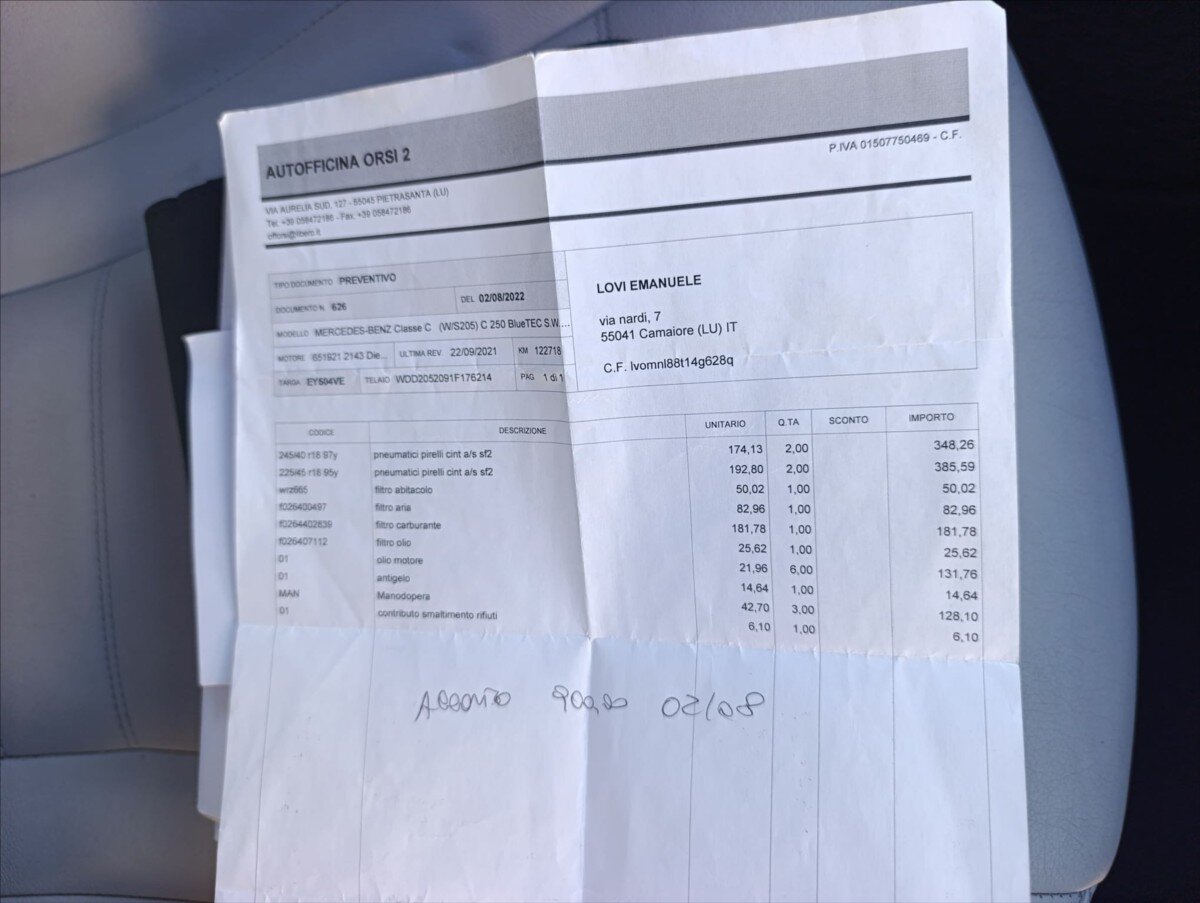 AUTOFFICINA ORSI 2
P.IVA 01507750469 - C.F.
VIA AURELIA SUD, 127 - 55045 PIETRASANTA (LU)
Tel. +39 058472186 - Fax. +39 058472186
offorsi@libero.it
TIPO DOCUMENTO PREVENTIVO
DOCUMENTO N. 626 DEL 02/08/2022
MODELLO MERCEDES-BENZ Classe C (W/S205) C 250 BlueTEC S.W....
MOTORE 651921 2143 Die... ULTIMA REV. 22/09/2021 KM 122718
TARGA EY504VE TELAIO WDD2052091F176214 PAG 1 di 1
LOVI EMANUELE
via nardi, 7
55041 Camaiore (LU) IT
C.F. lvomnl88t14g628q
CODICE DESCRIZIONE UNITARIO Q.TA SCONTO IMPORTO
245/40 r18 97y pneumatici pirelli cint a/s sf2 174,13 2,00 348,26
225/45 r18 95y pneumatici pirelli cint a/s sf2 192,80 2,00 385,59
wrz665 filtro abitacolo 50,02 1,00 50,02
f026400497 filtro aria 82,96 1,00 82,96
f0264402839 filtro carburante 181,78 1,00 181,78
f026407112 filtro olio 25,62 1,00 25,62
01 olio motore 21,96 6,00 131,76
01 antigelo 14,64 1,00 14,64
MAN Manodopera 42,70 3,00 128,10
01 contributo smaltimento rifiuti 6,10 1,00 6,10
Acconto 900,00 02/08